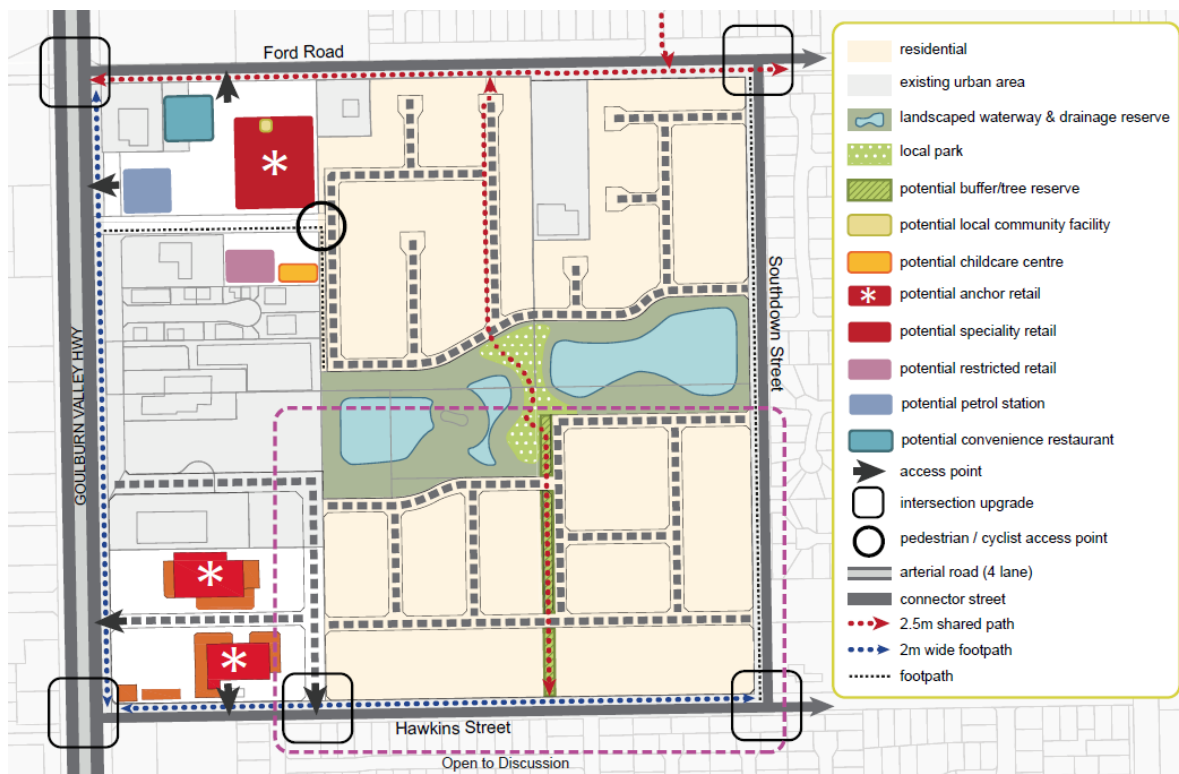 Ford Road
GOULBURN VALLEY HWY
Southdown Street
Hawkins Street
Open to Discussion
*
*
*
residential
existing urban area
landscaped waterway & drainage reserve
local park
potential buffer/tree reserve
potential local community facility
potential childcare centre
* potential anchor retail
potential speciality retail
potential restricted retail
potential petrol station
potential convenience restaurant
access point
intersection upgrade
pedestrian / cyclist access point
arterial road (4 lane)
connector street
2.5m shared path
2m wide footpath
footpath